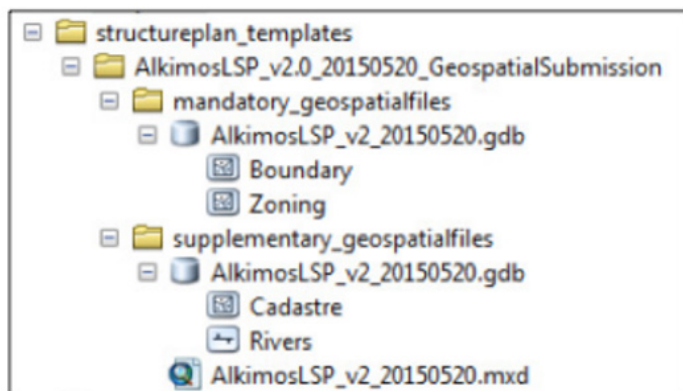 structureplan_templates
AlkimosLSP_v2.0_20150520_GeospatialSubmission
mandatory_geospatialfiles
AlkimosLSP_v2_20150520.gdb
Boundary
Zoning
supplementary_geospatialfiles
AlkimosLSP_v2_20150520.gdb
Cadastre
Rivers
AlkimosLSP_v2_20150520.mxd